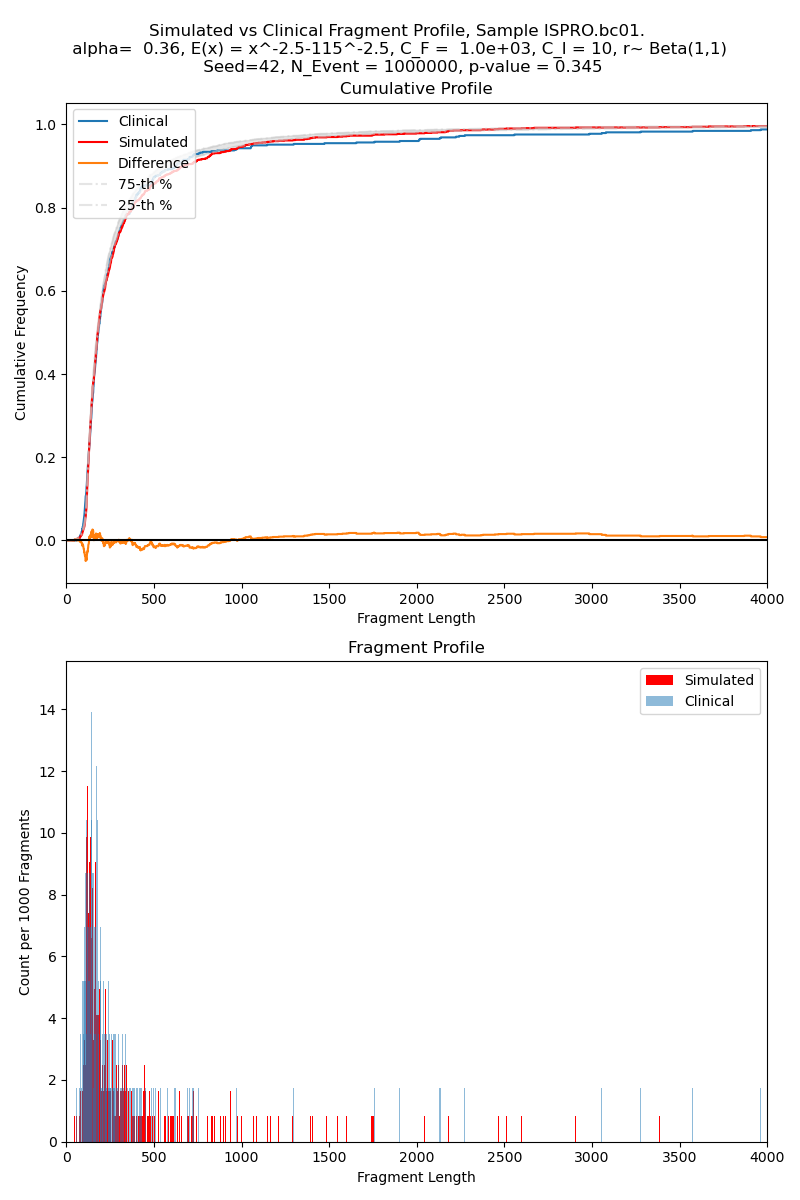 Simulated vs Clinical Fragment Profile, Sample ISPRO.bc01.
alpha=  0.36, E(x) = x^-2.5-115^-2.5, C_F =  1.0e+03, C_I = 10, r~ Beta(1,1)
Seed=42, N_Event = 1000000, p-value = 0.345
Cumulative Profile
Clinical
Simulated
Difference
75-th %
25-th %
1.0
0.8
0.6
0.4
0.2
0.0
Cumulative Frequency
0 500 1000 1500 2000 2500 3000 3500 4000
Fragment Length
Fragment Profile
Simulated
Clinical
14
12
10
8
6
4
2
0
Count per 1000 Fragments
0 500 1000 1500 2000 2500 3000 3500 4000
Fragment Length